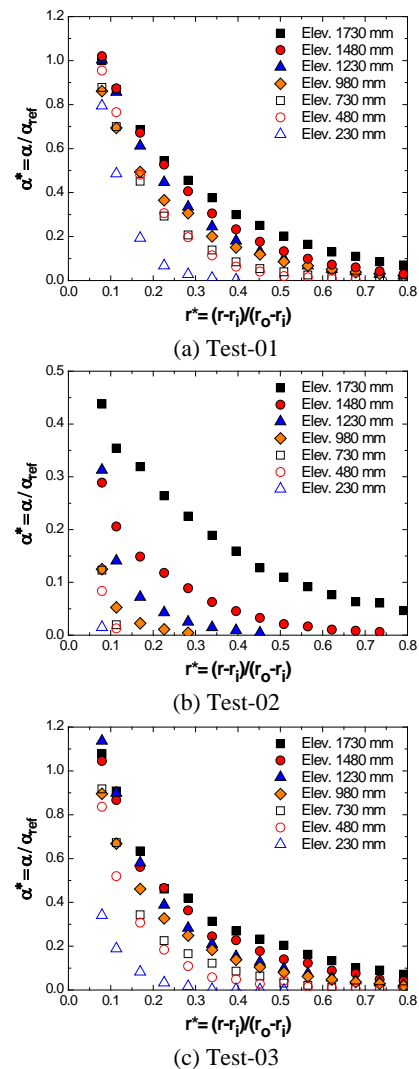 1.2
1.0
0.8
0.6
0.4
0.2
0.0
α* = α/α_ref
Elev. 1730 mm
Elev. 1480 mm
Elev. 1230 mm
Elev. 980 mm
Elev. 730 mm
Elev. 480 mm
Elev. 230 mm
0.0 0.1 0.2 0.3 0.4 0.5 0.6 0.7 0.8
r* = (r-r_i)/(r_o-r_i)
(a) Test-01
0.5
0.4
0.3
0.2
0.1
0.0
α* = α/α_ref
Elev. 1730 mm
Elev. 1480 mm
Elev. 1230 mm
Elev. 980 mm
Elev. 730 mm
Elev. 480 mm
Elev. 230 mm
0.0 0.1 0.2 0.3 0.4 0.5 0.6 0.7 0.8
r* = (r-r_i)/(r_o-r_i)
(b) Test-02
1.2
1.0
0.8
0.6
0.4
0.2
0.0
α* = α/α_ref
Elev. 1730 mm
Elev. 1480 mm
Elev. 1230 mm
Elev. 980 mm
Elev. 730 mm
Elev. 480 mm
Elev. 230 mm
0.0 0.1 0.2 0.3 0.4 0.5 0.6 0.7 0.8
r* = (r-r_i)/(r_o-r_i)
(c) Test-03